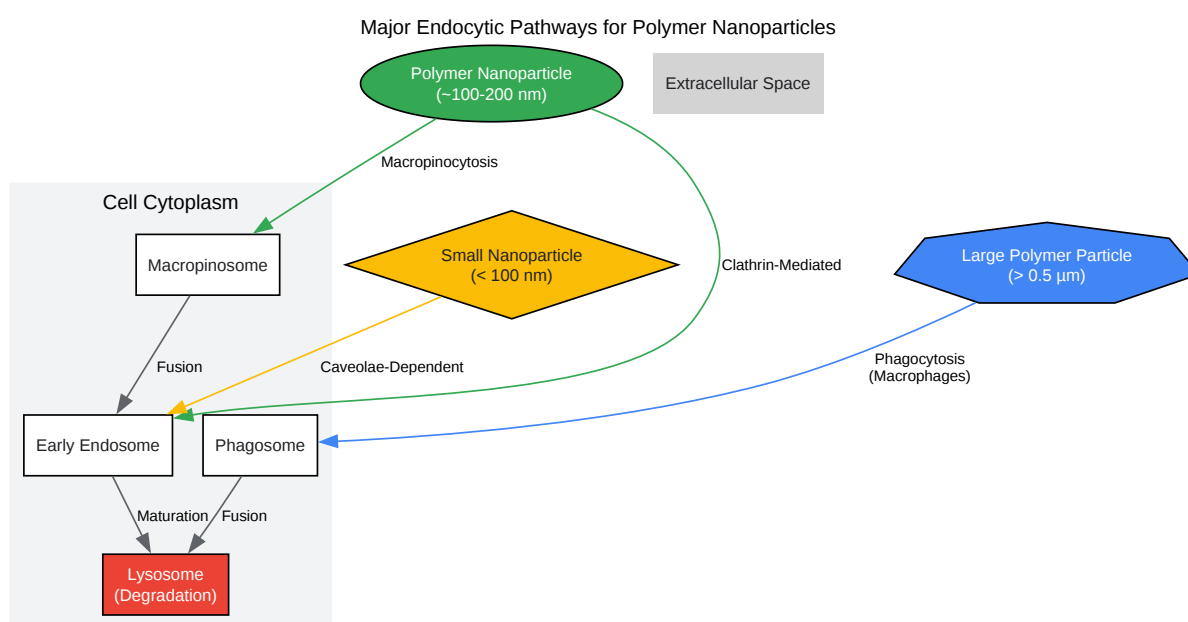 Major Endocytic Pathways for Polymer Nanoparticles
Polymer Nanoparticle
(~100-200 nm)
Extracellular Space
Macropinocytosis
Cell Cytoplasm
Macropinosome
Small Nanoparticle
(< 100 nm)
Clathrin-Mediated
Large Polymer Particle
(> 0.5 µm)
Fusion
Caveolae-Dependent
Phagocytosis
(Macrophages)
Early Endosome
Phagosome
Maturation
Fusion
Lysosome
(Degradation)